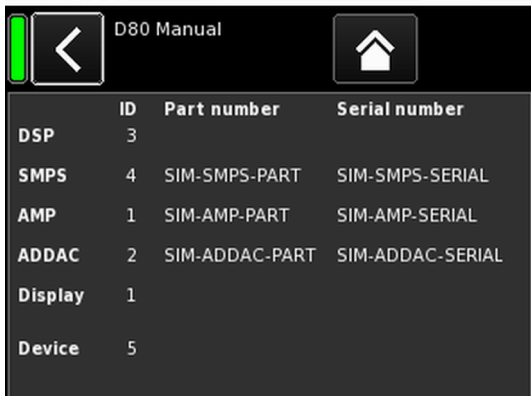 D80 Manual
ID Part number Serial number
DSP 3
SMPS 4 SIM-SMPS-PART SIM-SMPS-SERIAL
AMP 1 SIM-AMP-PART SIM-AMP-SERIAL
ADDAC 2 SIM-ADDAC-PART SIM-ADDAC-SERIAL
Display 1
Device 5